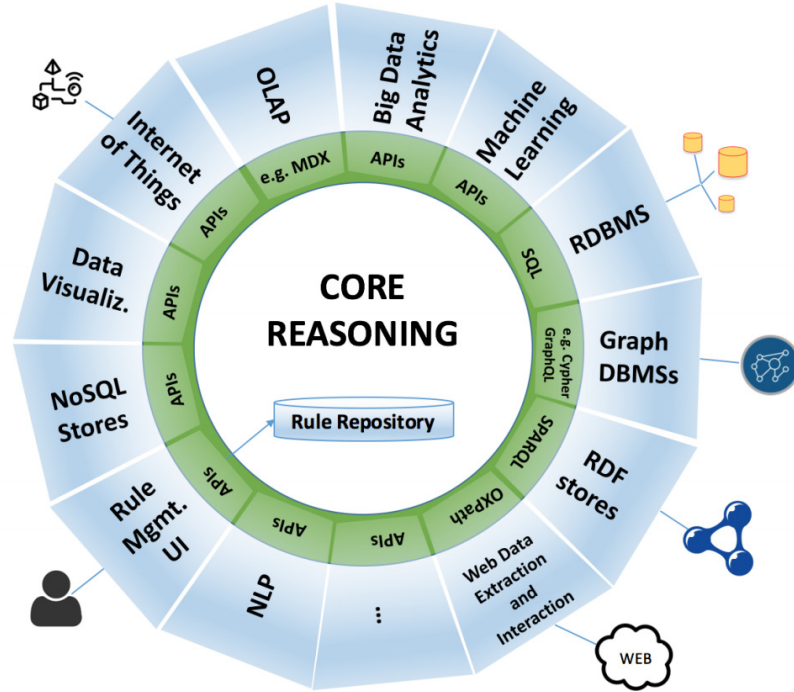 OLAP
Big Data
Analytics
Machine
Learning
RDBMS
Graph
DBMSs
RDF
stores
Web Data
Extraction
and
Interaction
WEB
...
NLP
Rule
Mgmt.
UI
NoSQL
Stores
Data
Visualiz.
Internet
of Things
e.g. MDX
APIs
APIs
SQL
e.g. Cypher
GraphQL
SPARQL
OXPath
APIs
APIs
APIs
APIs
APIs
APIs
CORE
REASONING
Rule Repository